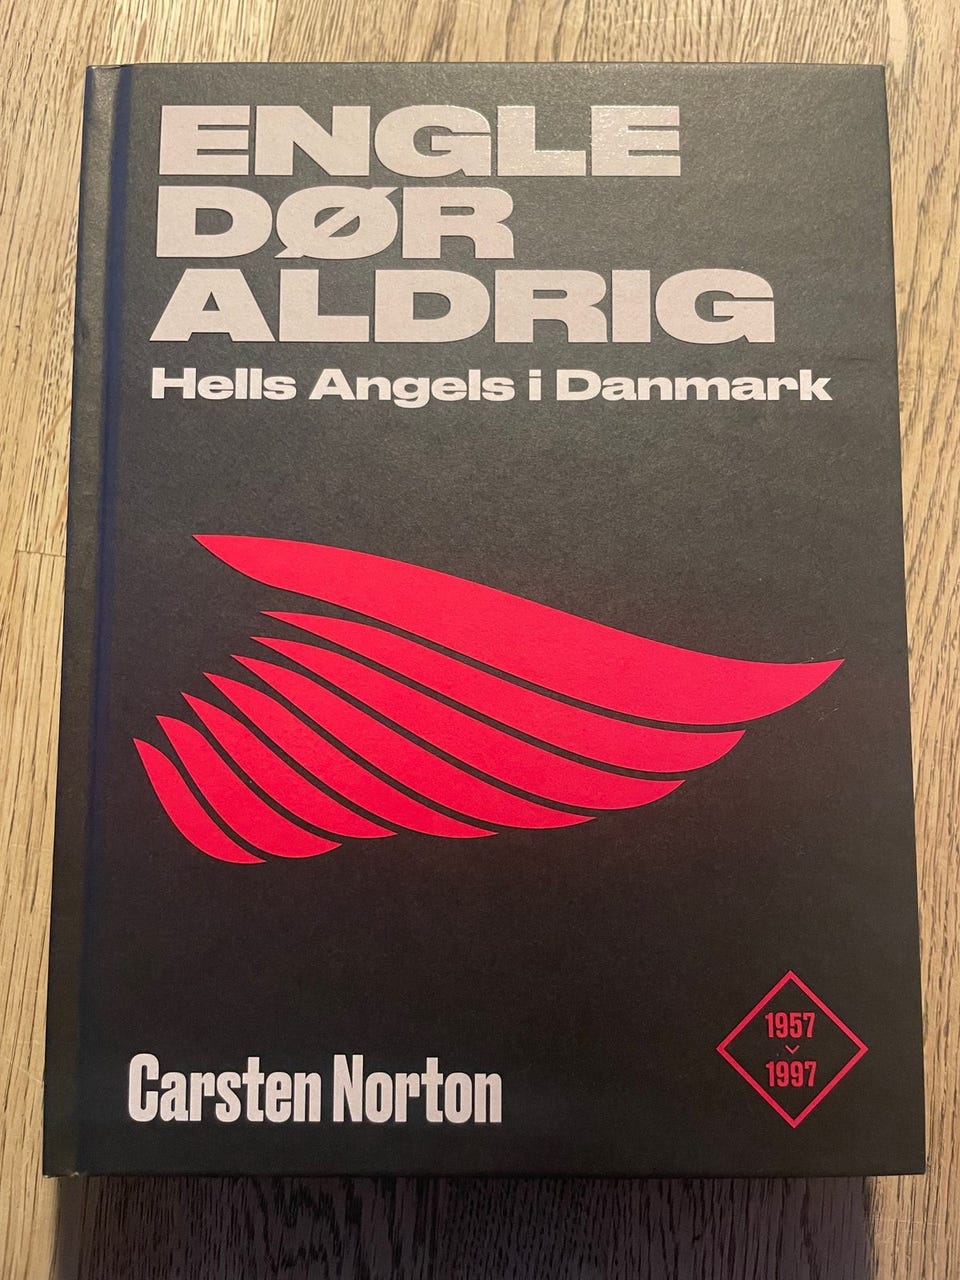 ENGLE
DØR
ALDRIG
Hells Angels i Danmark
Carsten Norton
1957
1997